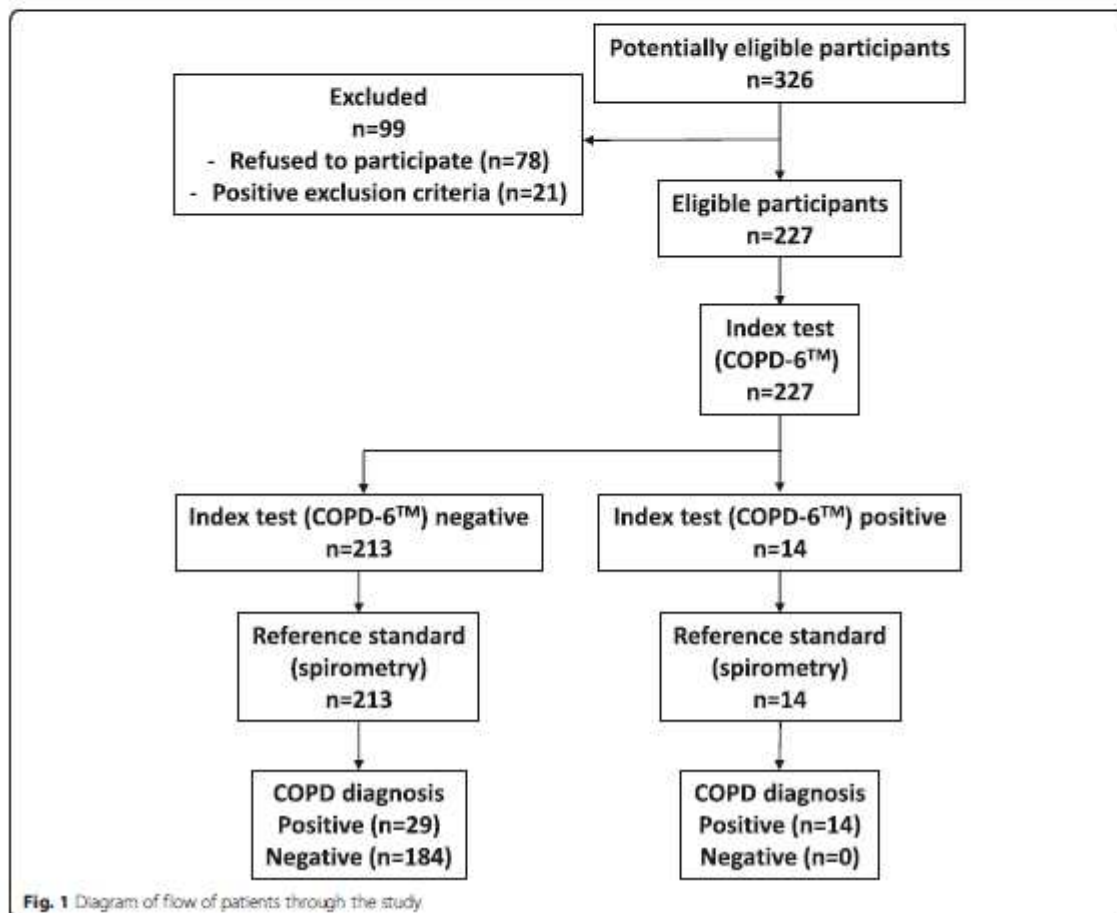 Potentially eligible participants
n=326
Excluded
n=99
- Refused to participate (n=78)
- Positive exclusion criteria (n=21)
Eligible participants
n=227
Index test
(COPD-6™)
n=227
Index test (COPD-6™) negative
n=213
Index test (COPD-6™) positive
n=14
Reference standard
(spirometry)
n=213
Reference standard
(spirometry)
n=14
COPD diagnosis
Positive (n=29)
Negative (n=184)
COPD diagnosis
Positive (n=14)
Negative (n=0)
Fig. 1 Diagram of flow of patients through the study